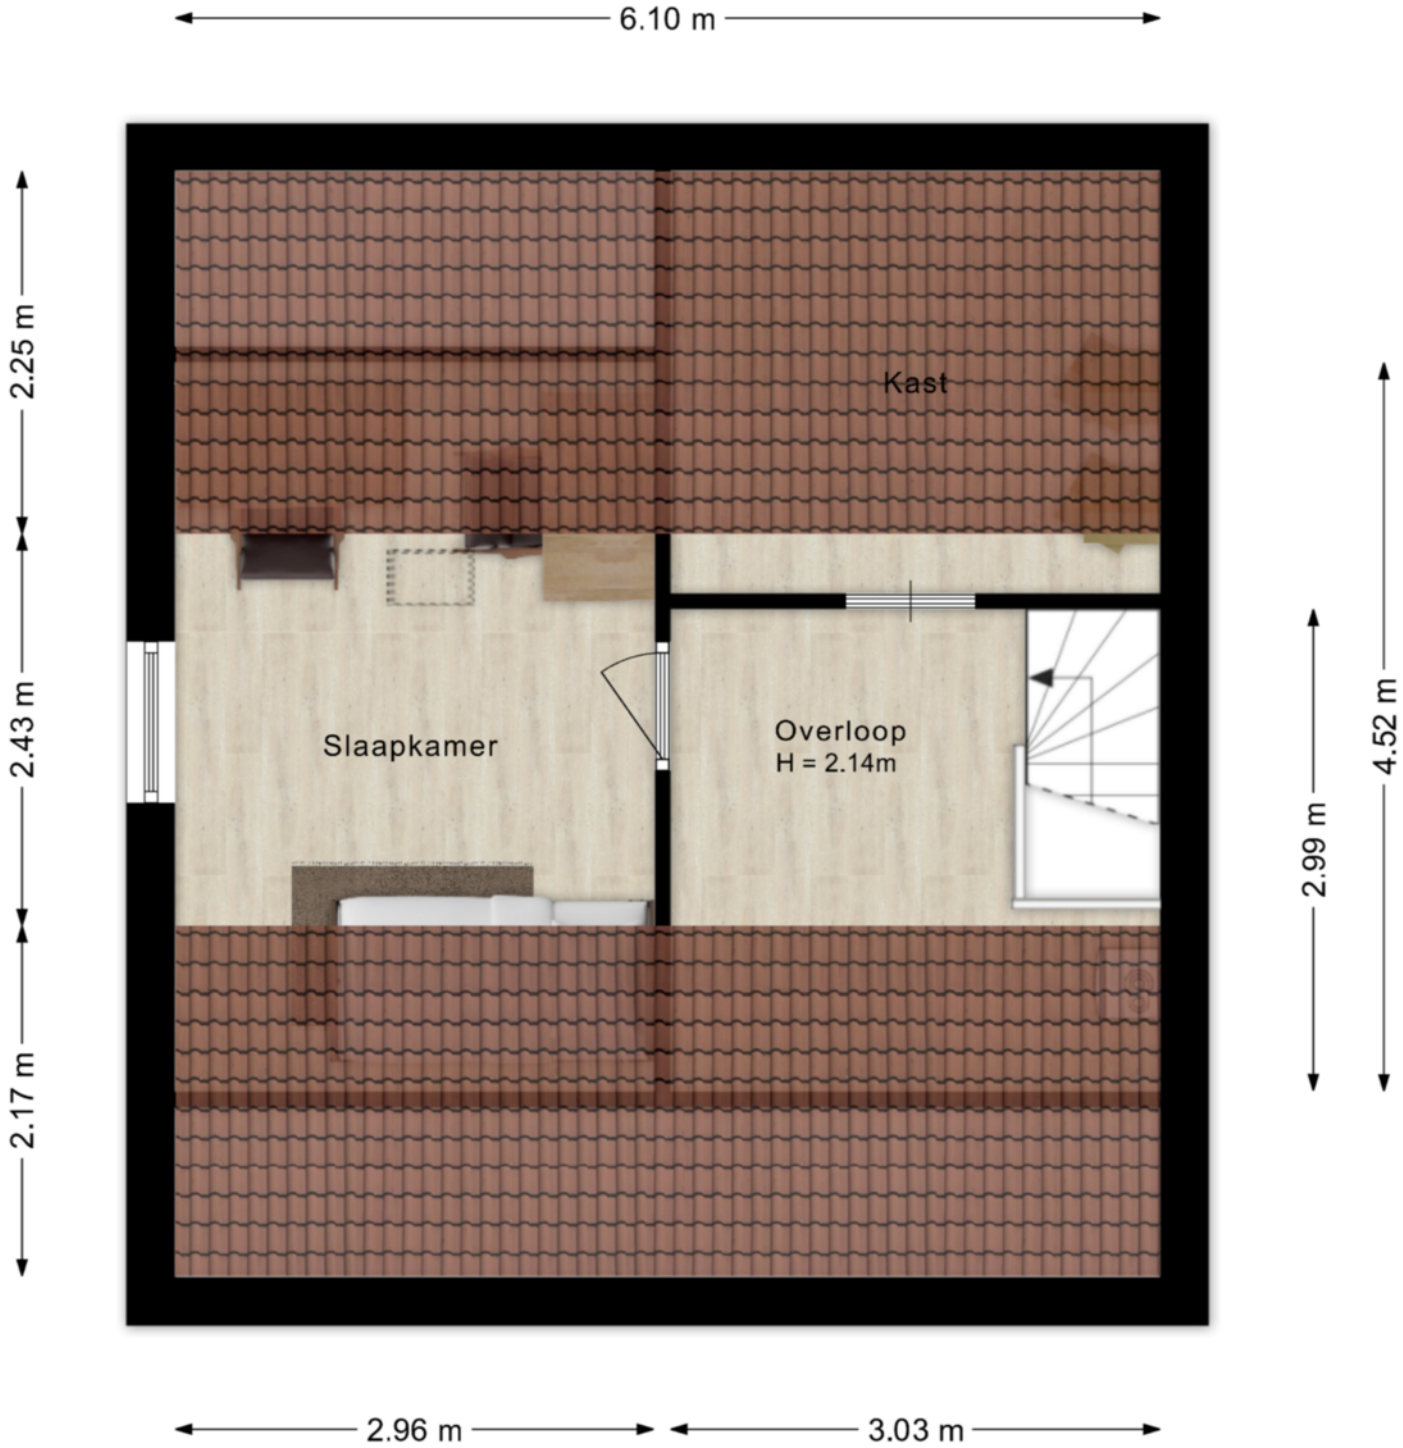 6.10 m
2.25 m
Kast
4.52 m
2.43 m
Slaapkamer
Overloop
H = 2.14m
2.99 m
2.17 m
2.96 m
3.03 m